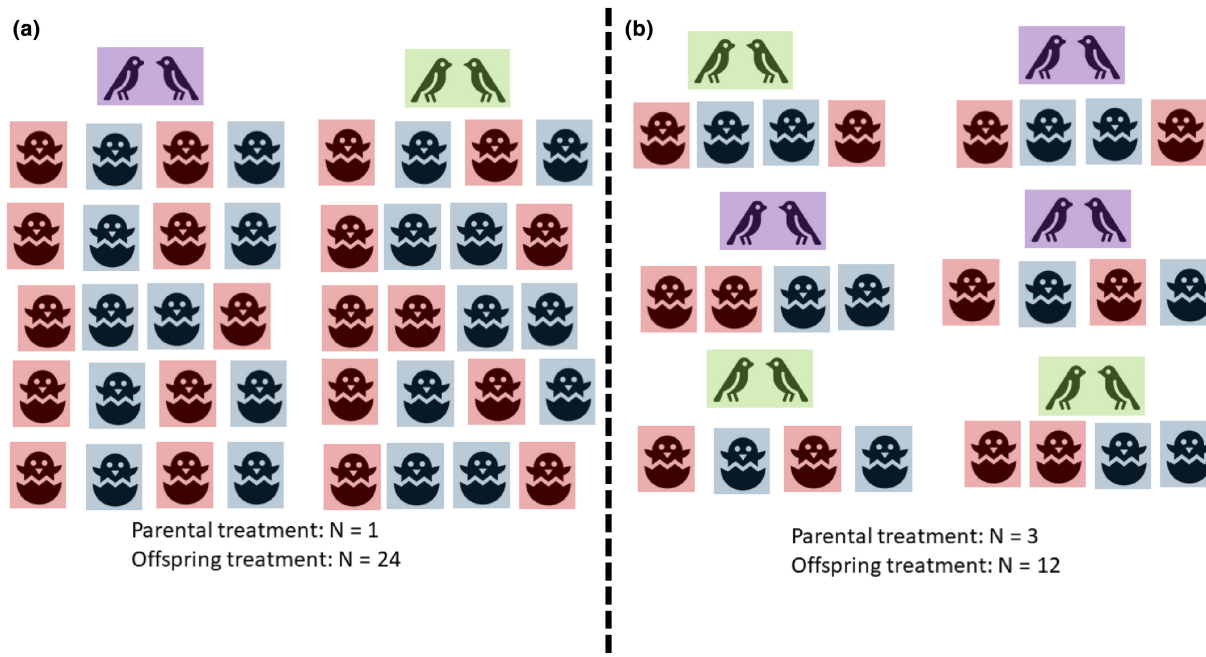 (a)
Parental treatment: N = 1
Offspring treatment: N = 24
(b)
Parental treatment: N = 3
Offspring treatment: N = 12